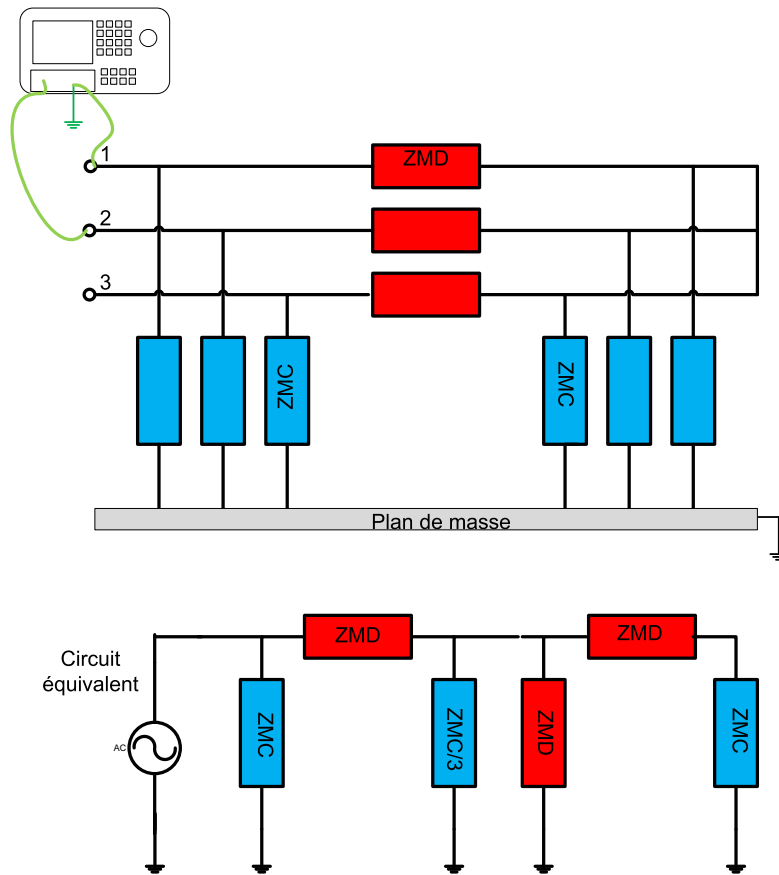 1
ZMD
2
3
ZMC
ZMC
Plan de masse
Circuit
équivalent
AC
ZMD
ZMD
ZMC
ZMC/3
ZMD
ZMC